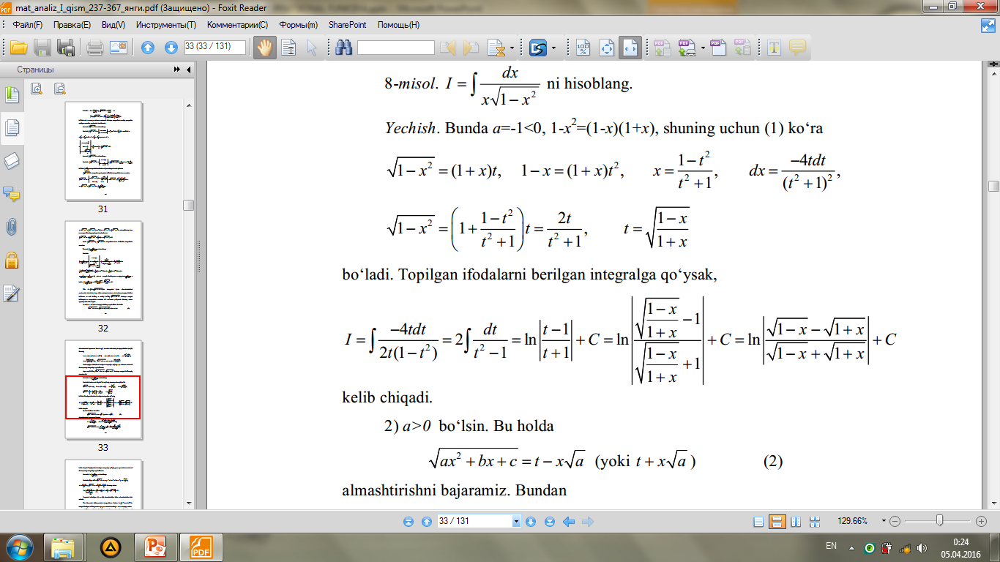 mat_analiz_I_qism_237-367_янги.pdf (Защищено) - Foxit Reader
Файл(F) Правка(E) Вид(V) Инструменты(T) Комментарии(C) Формы(m) SharePoint Помощь(H)
33 (33 / 131)
Страницы
31
32
33
8-misol. I = ∫ dx / (x√(1−x²)) ni hisoblang.
Yechish. Bunda a=-1<0, 1-x²=(1-x)(1+x), shuning uchun (1) ko‘ra
√(1−x²) = (1+x)t, 1−x = (1+x)t², x = (1−t²)/(t²+1), dx = −4tdt/(t²+1)²,
√(1−x²) = (1 + (1−t²)/(t²+1))t = 2t/(t²+1), t = √((1−x)/(1+x))
bo‘ladi. Topilgan ifodalarni berilgan integralga qo‘ysak,
I = ∫ −4tdt/(2t(1−t²)) = 2∫ dt/(t²−1) = ln|(t−1)/(t+1)| + C = ln|(√((1−x)/(1+x)) −1)/(√((1−x)/(1+x)) +1)| + C = ln|(√(1−x) − √(1+x))/(√(1−x) + √(1+x))| + C
kelib chiqadi.
2) a>0 bo‘lsin. Bu holda
√(ax²+bx+c) = t − x√a (yoki t + x√a ) (2)
almashtirishni bajaramiz. Bundan
33 / 131
129.66%
EN
0:24
05.04.2016